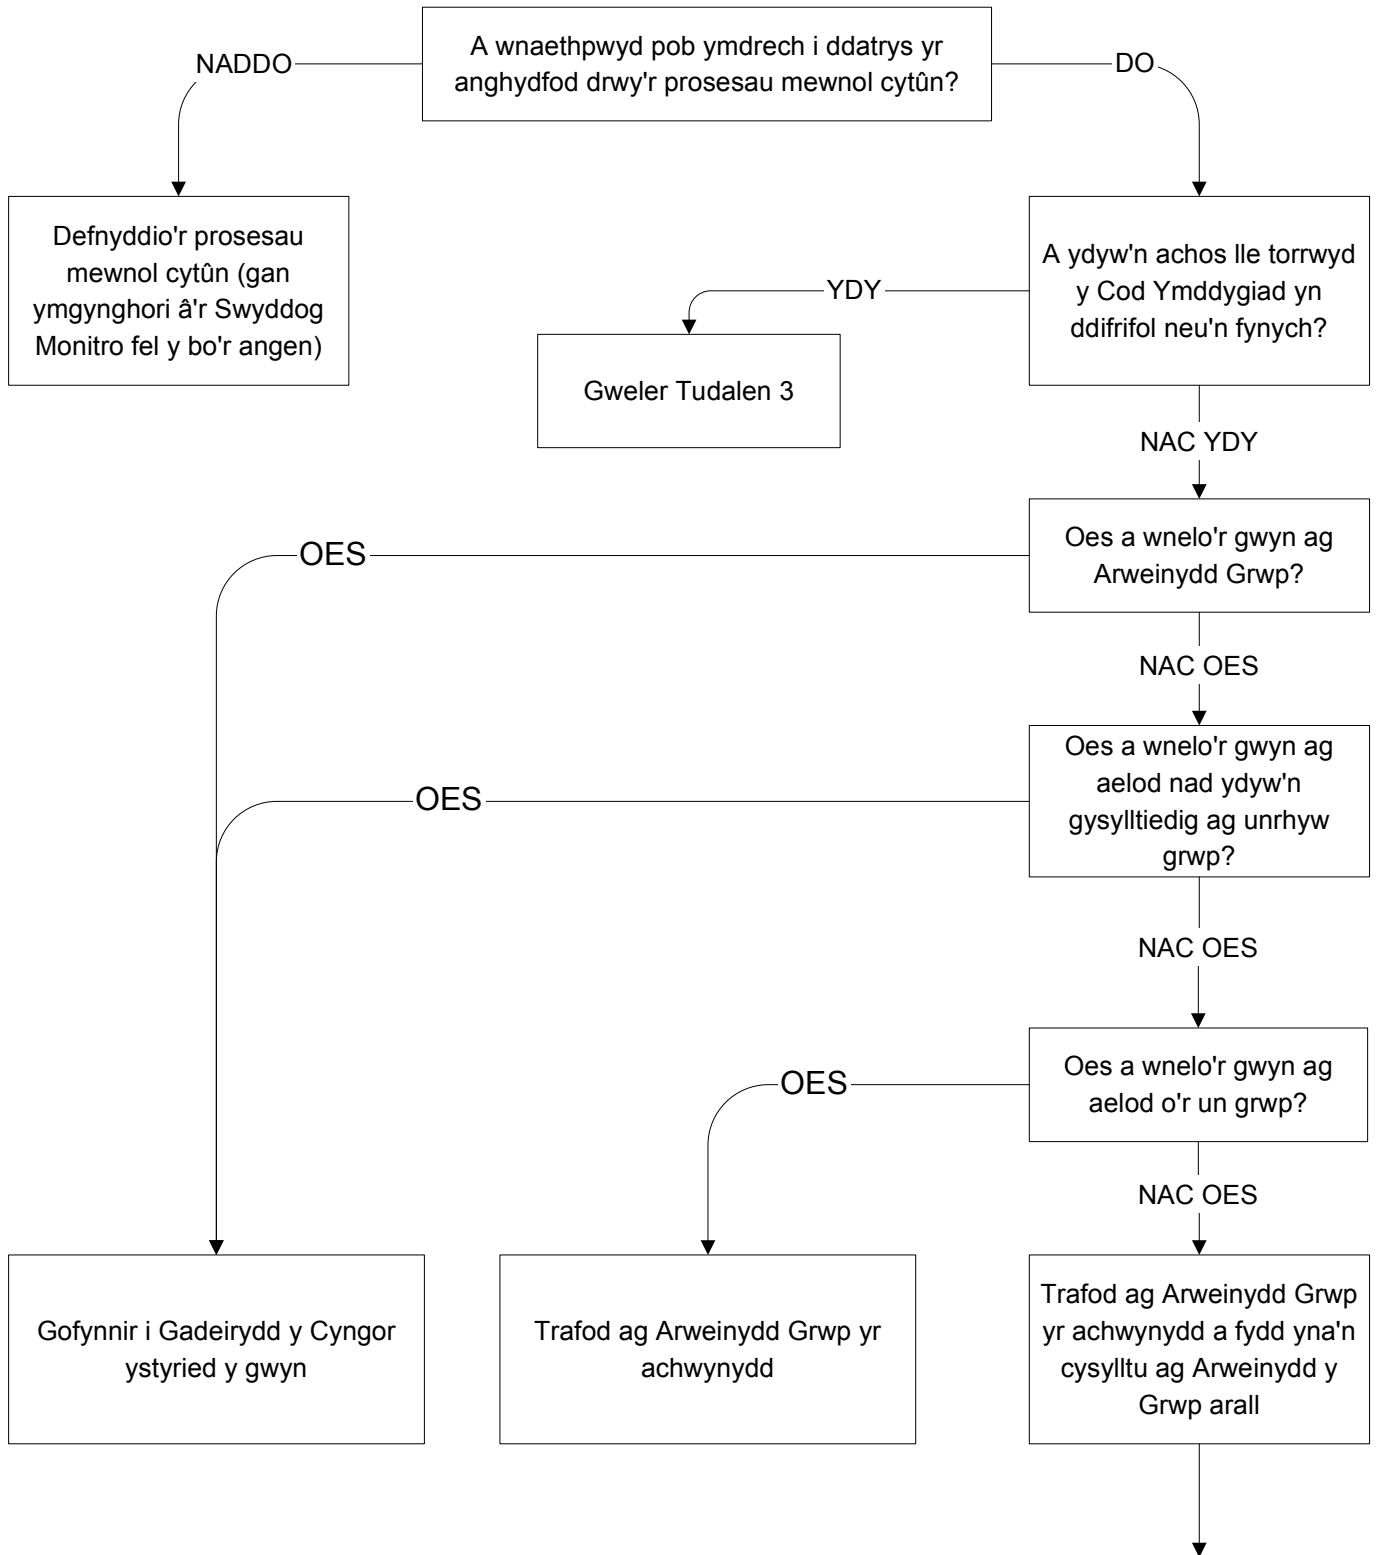 A wnaethpwyd pob ymdrech i ddatrys yr
anghydfod drwy'r prosesau mewnol cytûn?
NADDO
DO
Defnyddio'r prosesau
mewnol cytûn (gan
ymgynghori â'r Swyddog
Monitro fel y bo'r angen)
A ydyw'n achos lle torrwyd
y Cod Ymddygiad yn
ddifrifol neu'n fynych?
YDY
Gweler Tudalen 3
NAC YDY
Oes a wnelo'r gwyn ag
Arweinydd Grwp?
OES
NAC OES
Oes a wnelo'r gwyn ag
aelod nad ydyw'n
gysylltiedig ag unrhyw
grwp?
OES
NAC OES
Oes a wnelo'r gwyn ag
aelod o'r un grwp?
OES
NAC OES
Gofynnir i Gadeirydd y Cyngor
ystyried y gwyn
Trafod ag Arweinydd Grwp yr
achwynydd
Trafod ag Arweinydd Grwp
yr achwynydd a fydd yna'n
cysylltu ag Arweinydd y
Grwp arall